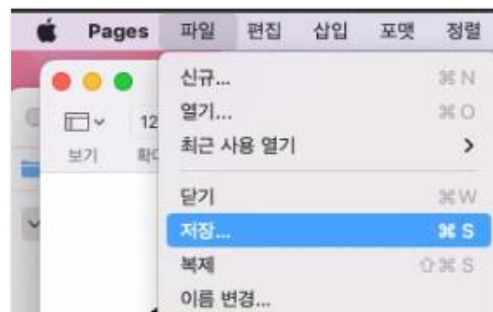 Pages 파일 편집 삽입 포맷 정렬
신규... ⌘ N
열기... ⌘ O
최근 사용 열기 >
닫기 ⌘ W
저장... ⌘ S
복제 ⇧ ⌘ S
이름 변경...
12
보기